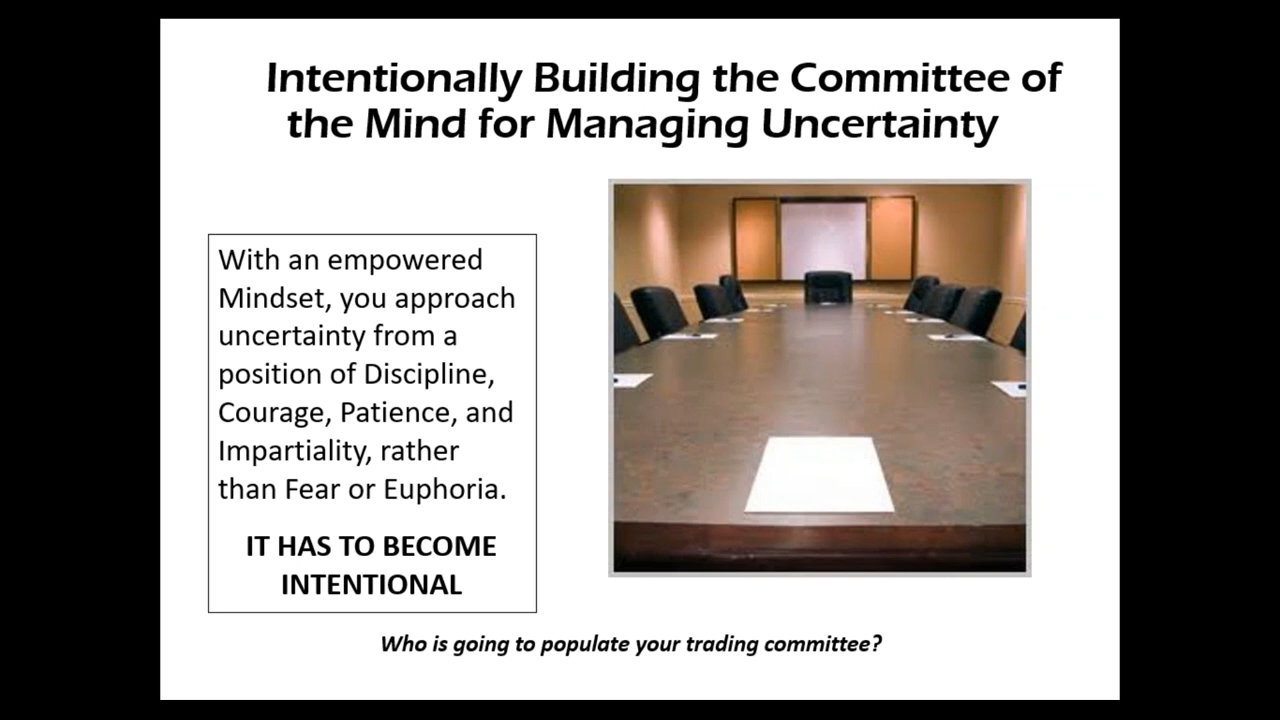 Intentionally Building the Committee of
the Mind for Managing Uncertainty
With an empowered
Mindset, you approach
uncertainty from a
position of Discipline,
Courage, Patience, and
Impartiality, rather
than Fear or Euphoria.
IT HAS TO BECOME
INTENTIONAL
Who is going to populate your trading committee?